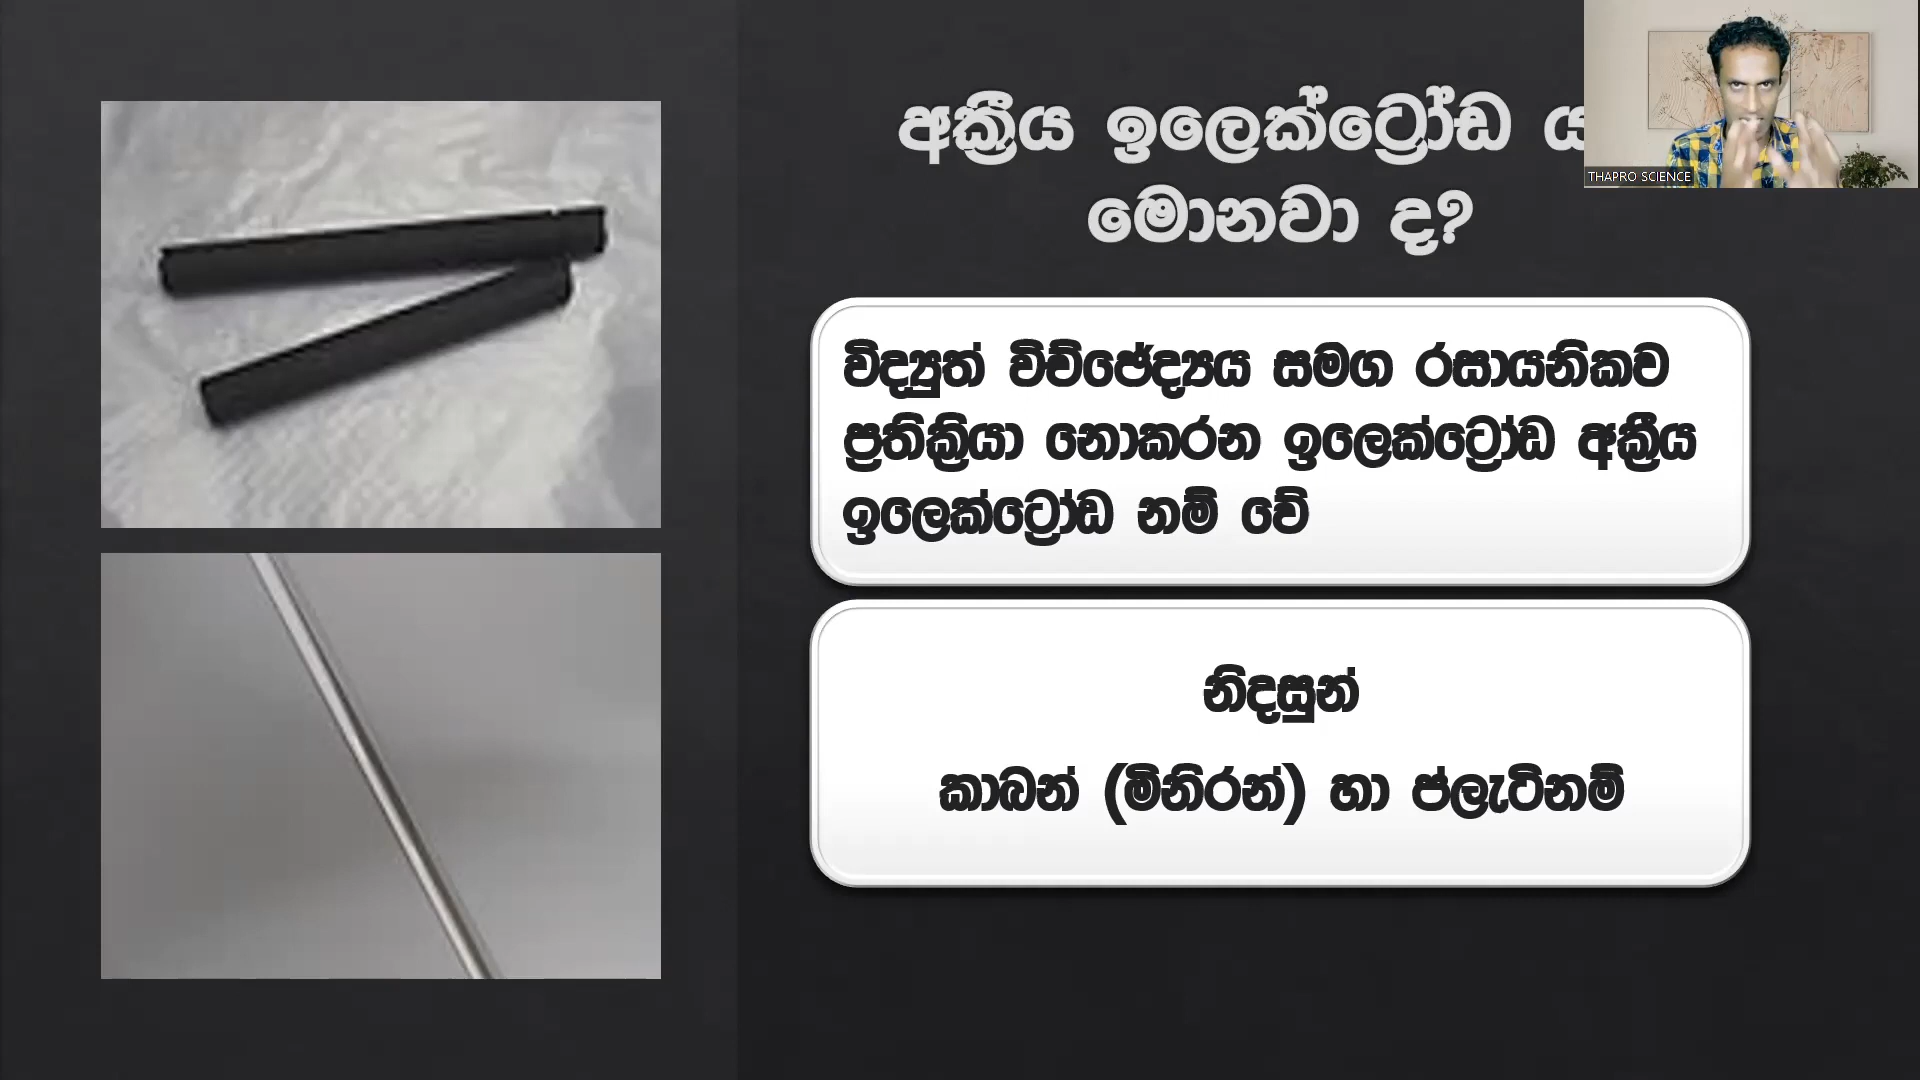 අක්‍රීය ඉලෙක්ට්‍රෝඩ
මොනවා ද?
THAPRO SCIENCE
විද්‍යුත් විච්ඡේද්‍යය සමග රසායනිකව
ප්‍රතික්‍රියා නොකරන ඉලෙක්ට්‍රෝඩ අක්‍රීය
ඉලෙක්ට්‍රෝඩ නම් වේ
නිදසුන්
කාබන් (මිනිරන්) හා ප්ලැටිනම්